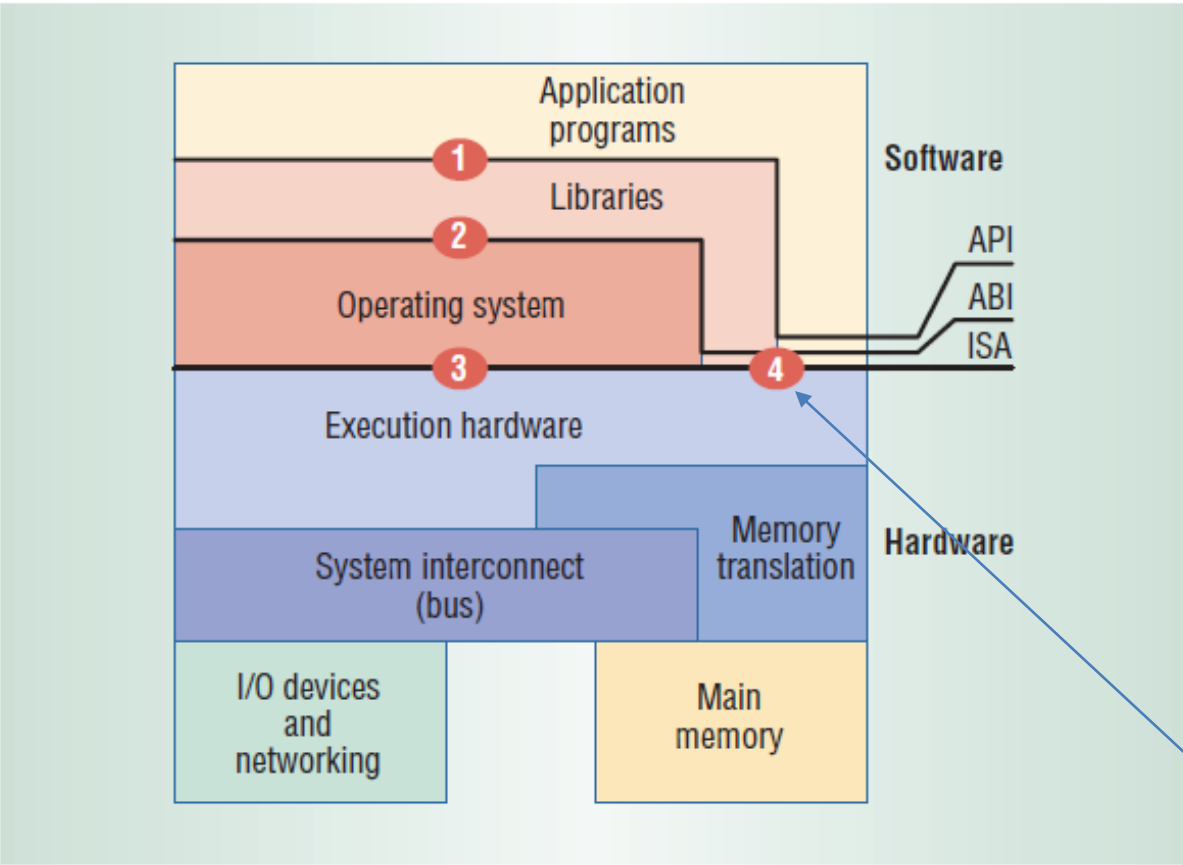 Application
programs
1
Software
Libraries
2
API
Operating system
ABI
ISA
3
4
Execution hardware
Memory
translation
Hardware
System interconnect
(bus)
I/O devices
and
networking
Main
memory